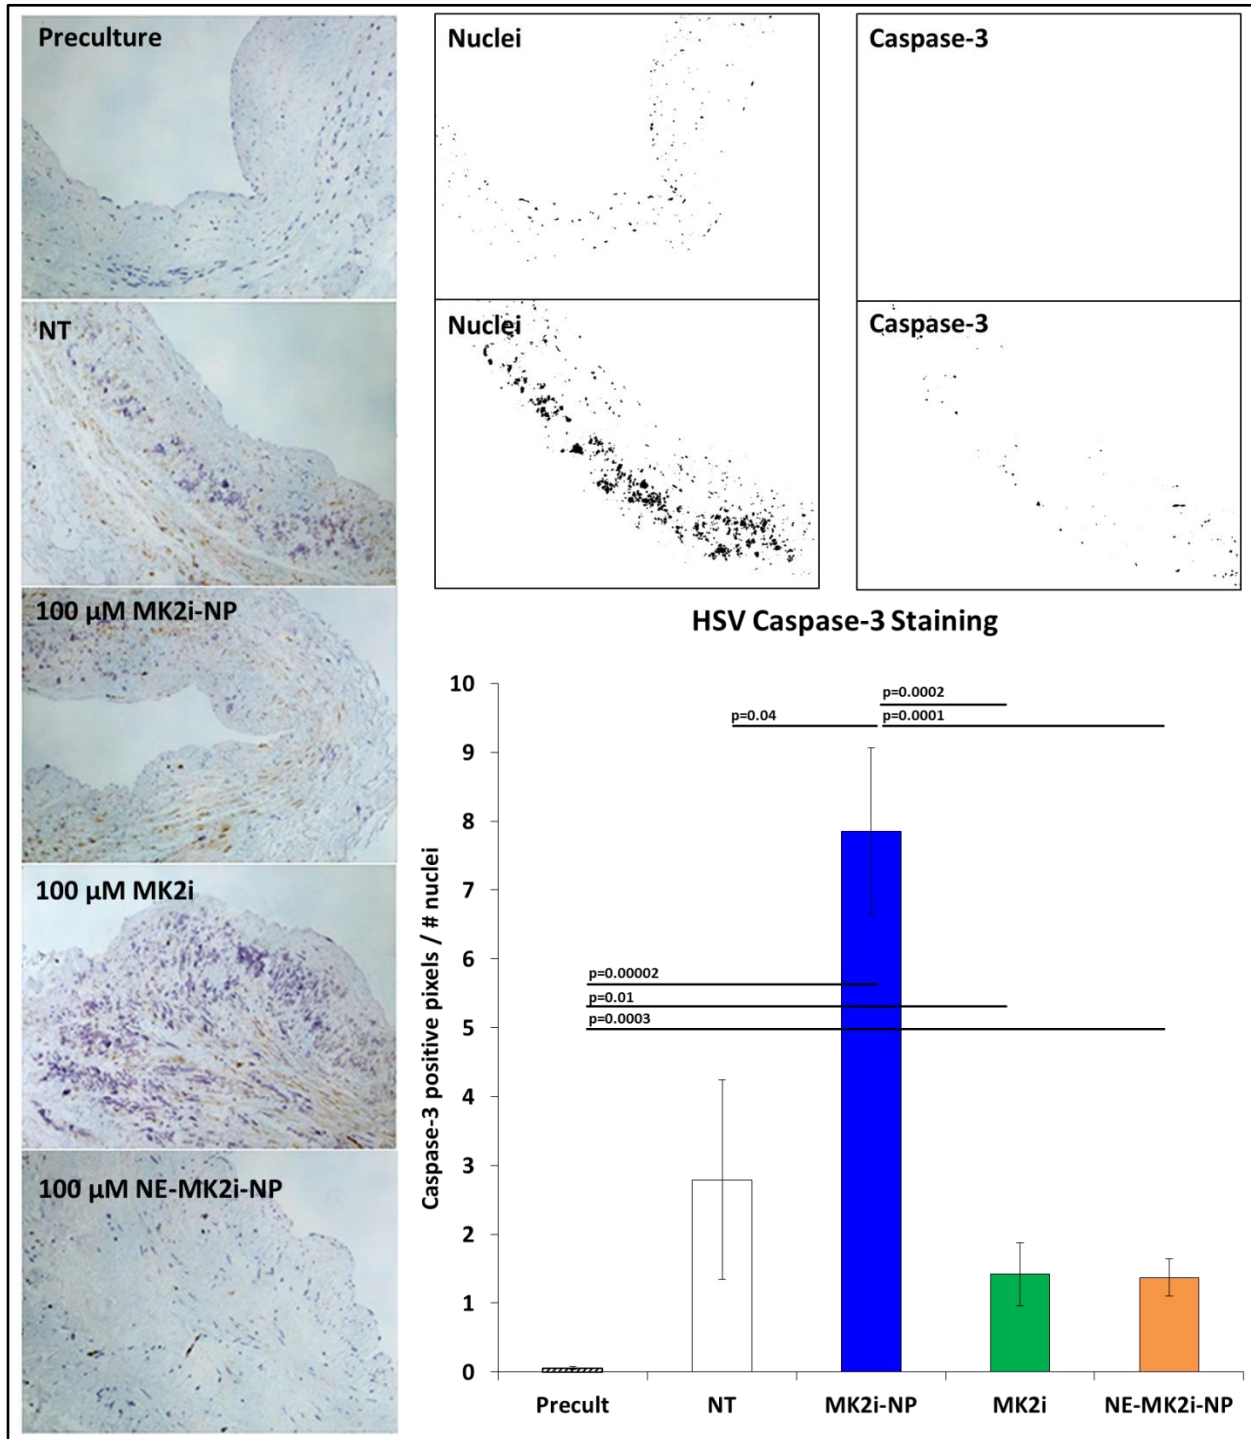 Preculture
Nuclei
Caspase-3
NT
Nuclei
Caspase-3
100 μM MK2i-NP
100 μM MK2i
100 μM NE-MK2i-NP
HSV Caspase-3 Staining
Caspase-3 positive pixels / # nuclei
10
9
8
7
6
5
4
3
2
1
0
p=0.0002
p=0.04
p=0.0001
p=0.00002
p=0.01
p=0.0003
Precult
NT
MK2i-NP
MK2i
NE-MK2i-NP